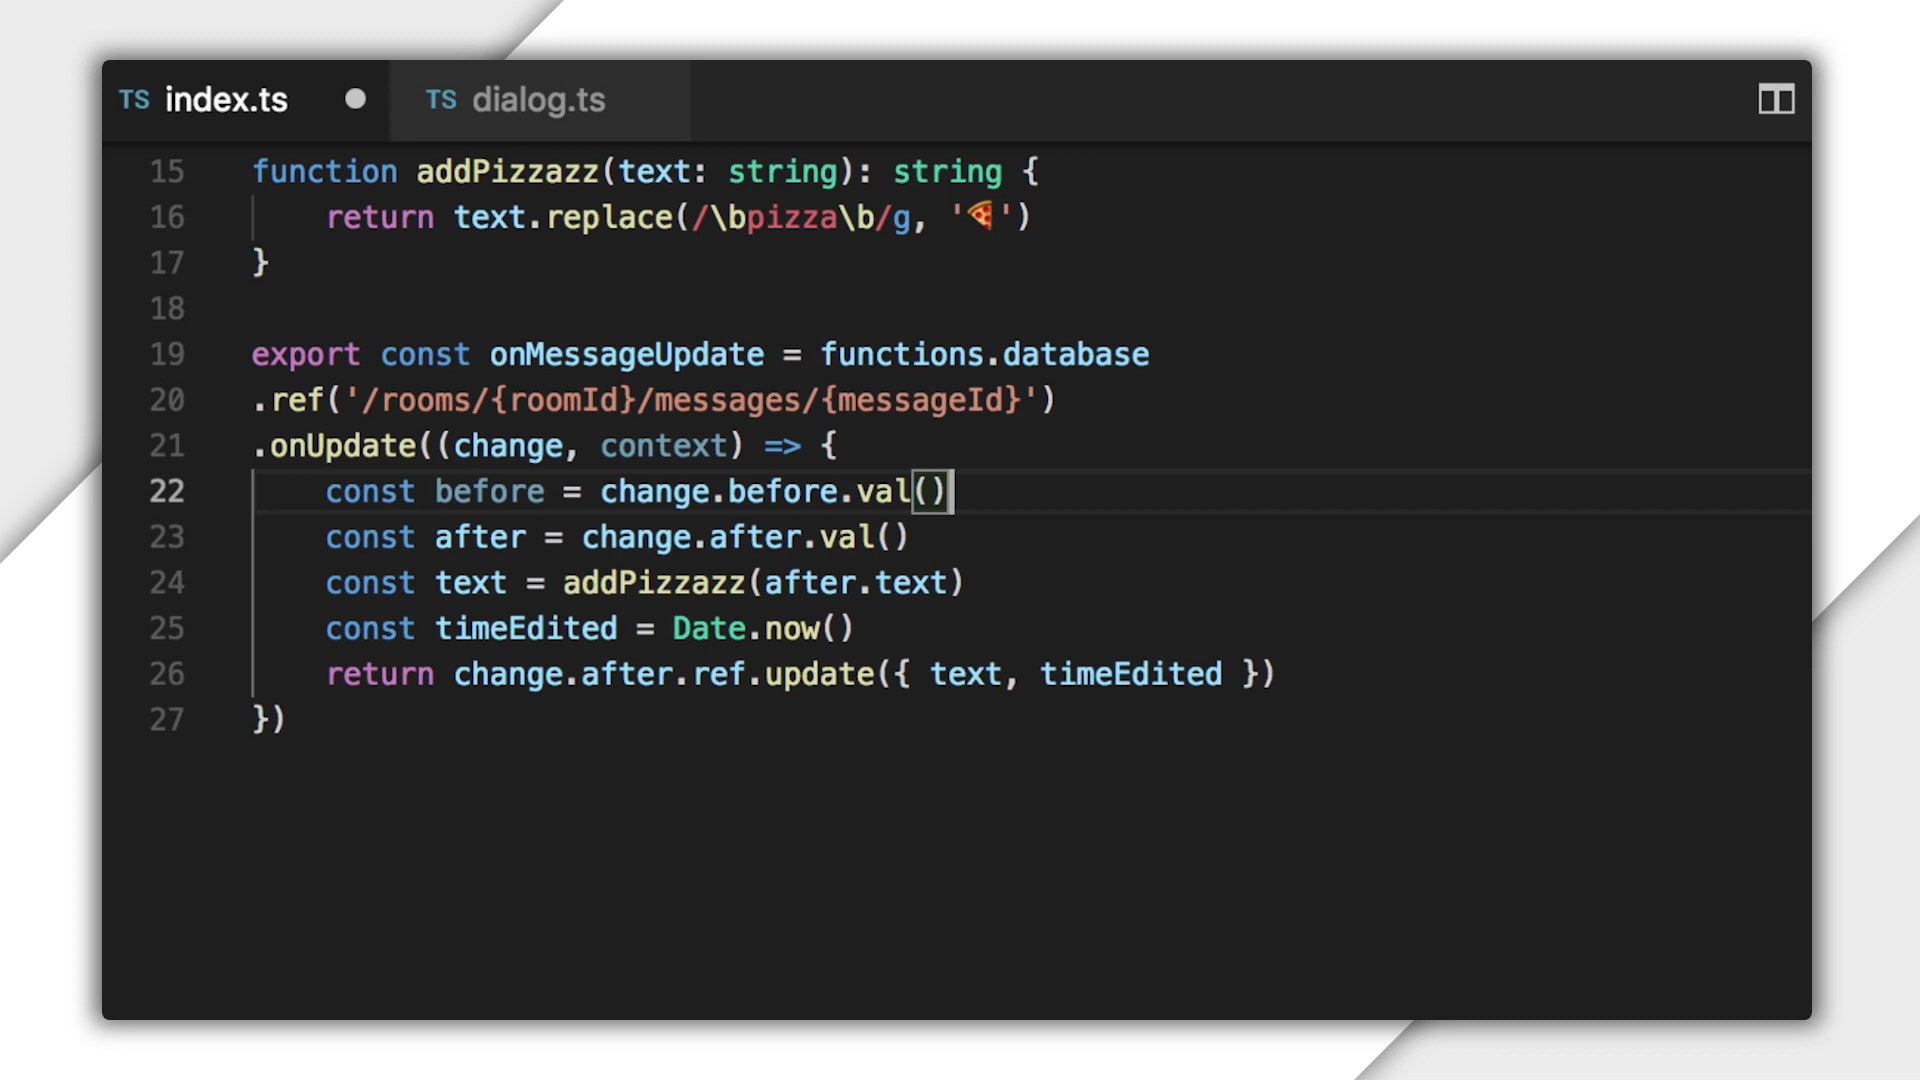 TS index.ts ● TS dialog.ts
15 function addPizzazz(text: string): string {
16 return text.replace(/\bpizza\b/g, '🍕')
17 }
18
19 export const onMessageUpdate = functions.database
20 .ref('/rooms/{roomId}/messages/{messageId}')
21 .onUpdate((change, context) => {
22 const before = change.before.val()
23 const after = change.after.val()
24 const text = addPizzazz(after.text)
25 const timeEdited = Date.now()
26 return change.after.ref.update({ text, timeEdited })
27 })